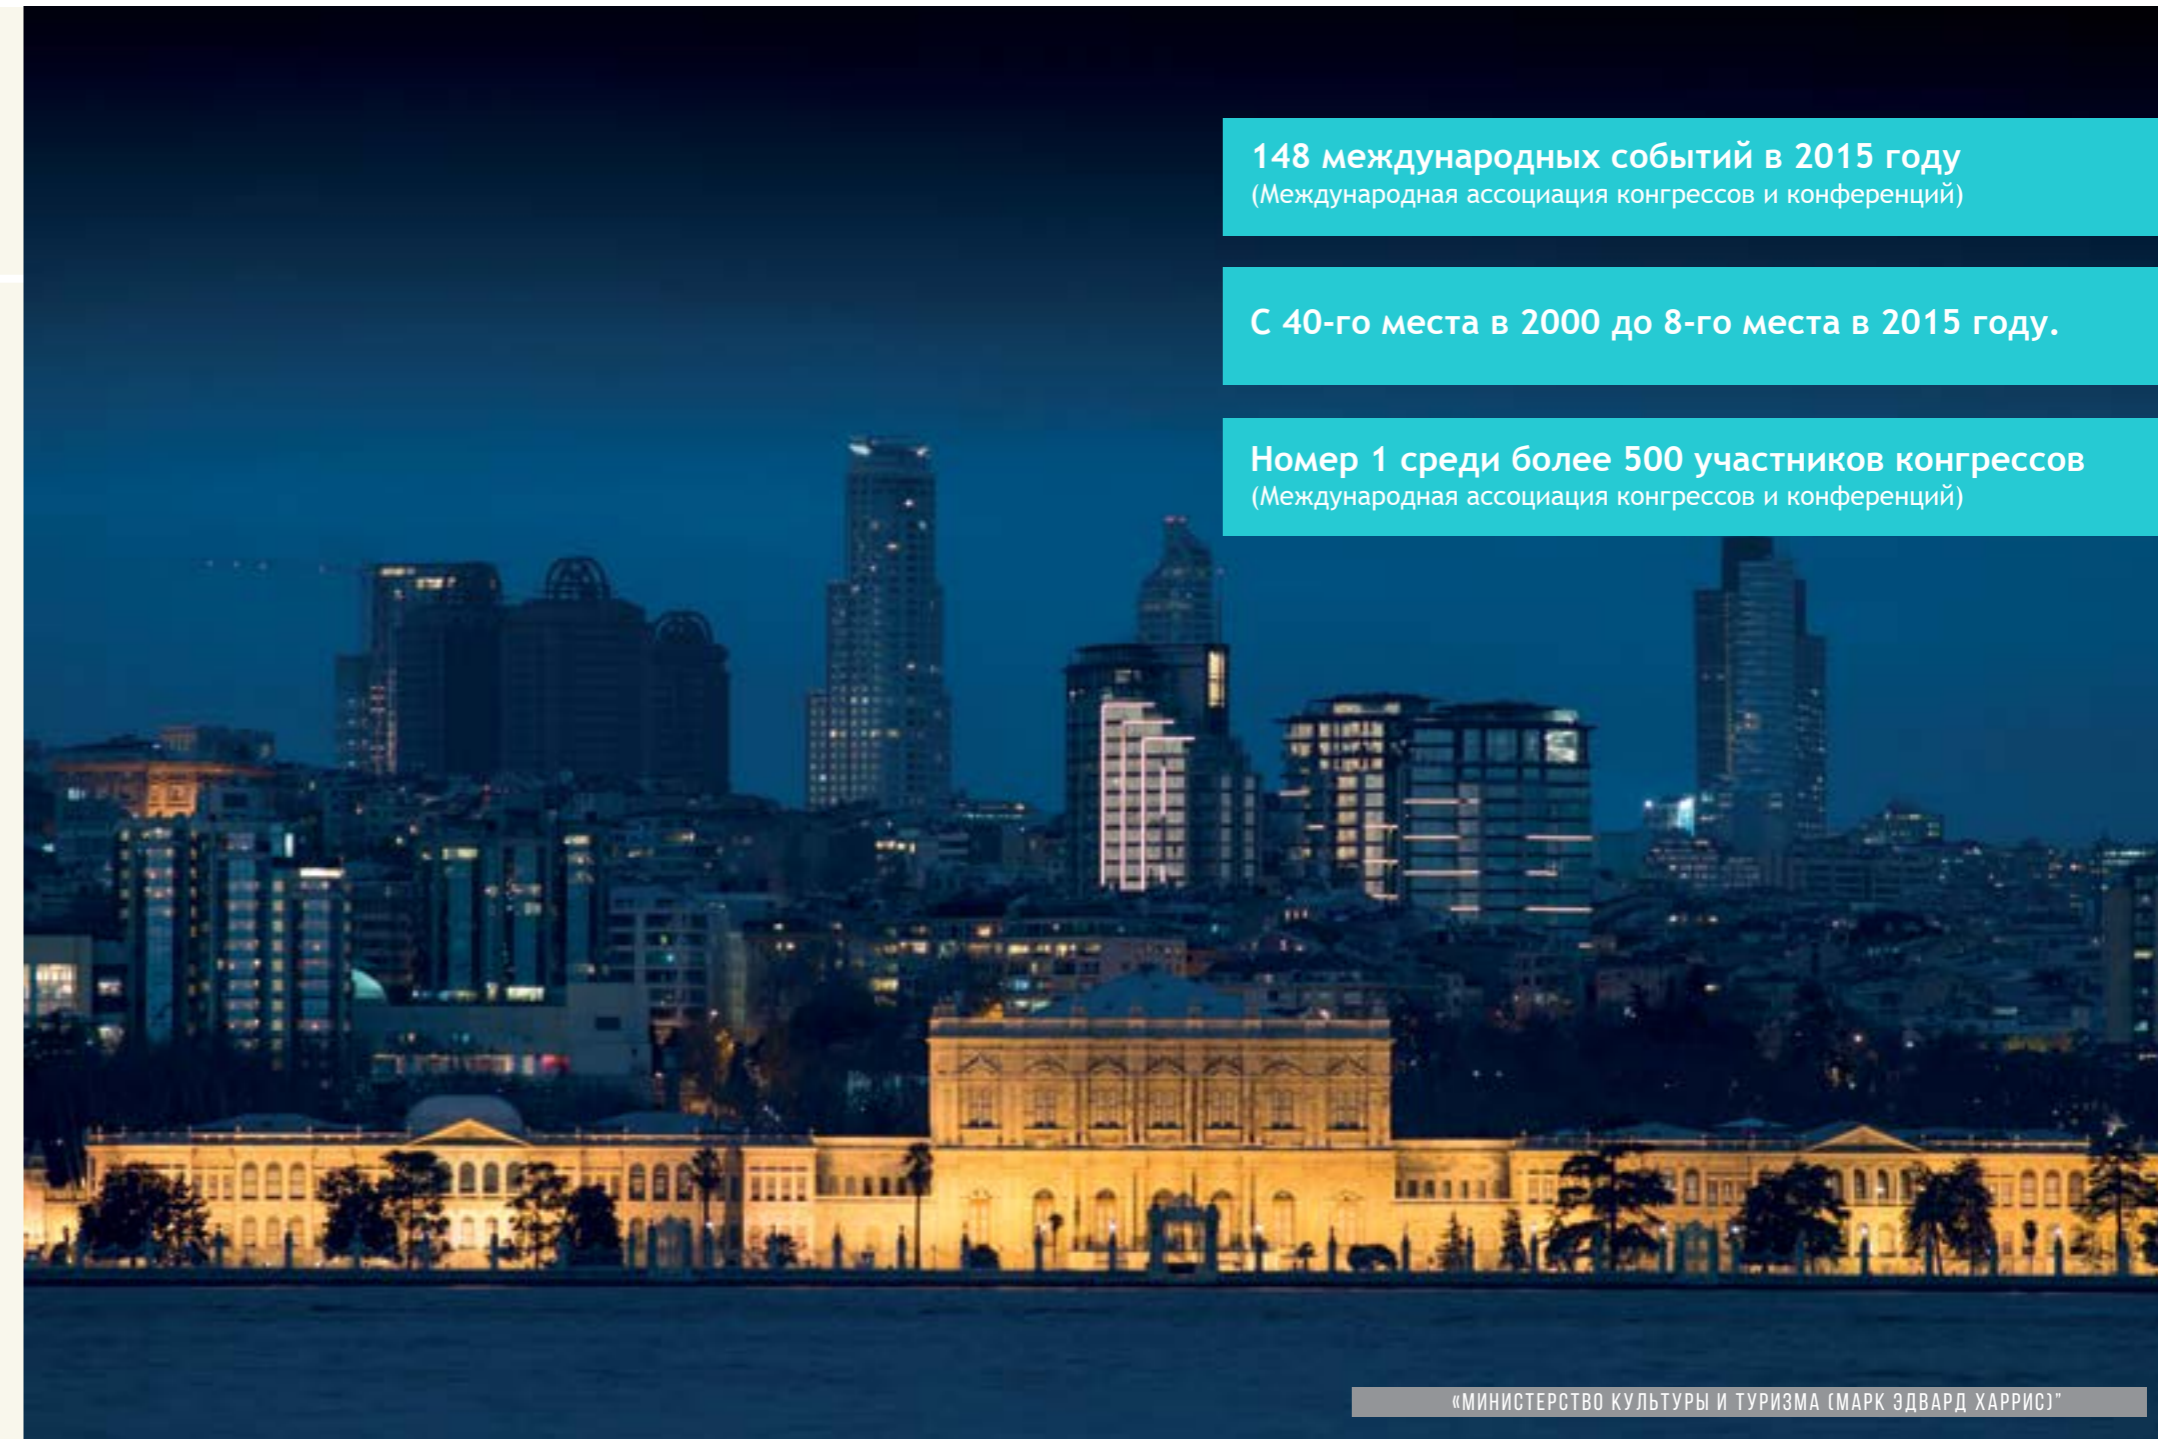 148 международных событий в 2015 году
(Международная ассоциация конгрессов и конференций)
С 40-го места в 2000 до 8-го места в 2015 году.
Номер 1 среди более 500 участников конгрессов
(Международная ассоциация конгрессов и конференций)
«МИНИСТЕРСТВО КУЛЬТУРЫ И ТУРИЗМА (МАРК ЭДВАРД ХАРРИС)”